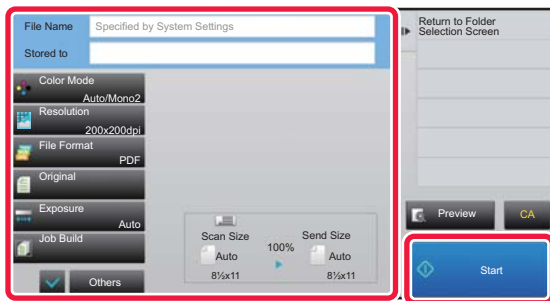 File Name
Specified by System Settings
Stored to
Color Mode
Auto/Mono2
Resolution
200x200dpi
File Format
PDF
Original
Exposure
Auto
Job Build
Others
Scan Size
Auto
8½x11
100%
Send Size
Auto
8½x11
Return to Folder
Selection Screen
Preview
CA
Start